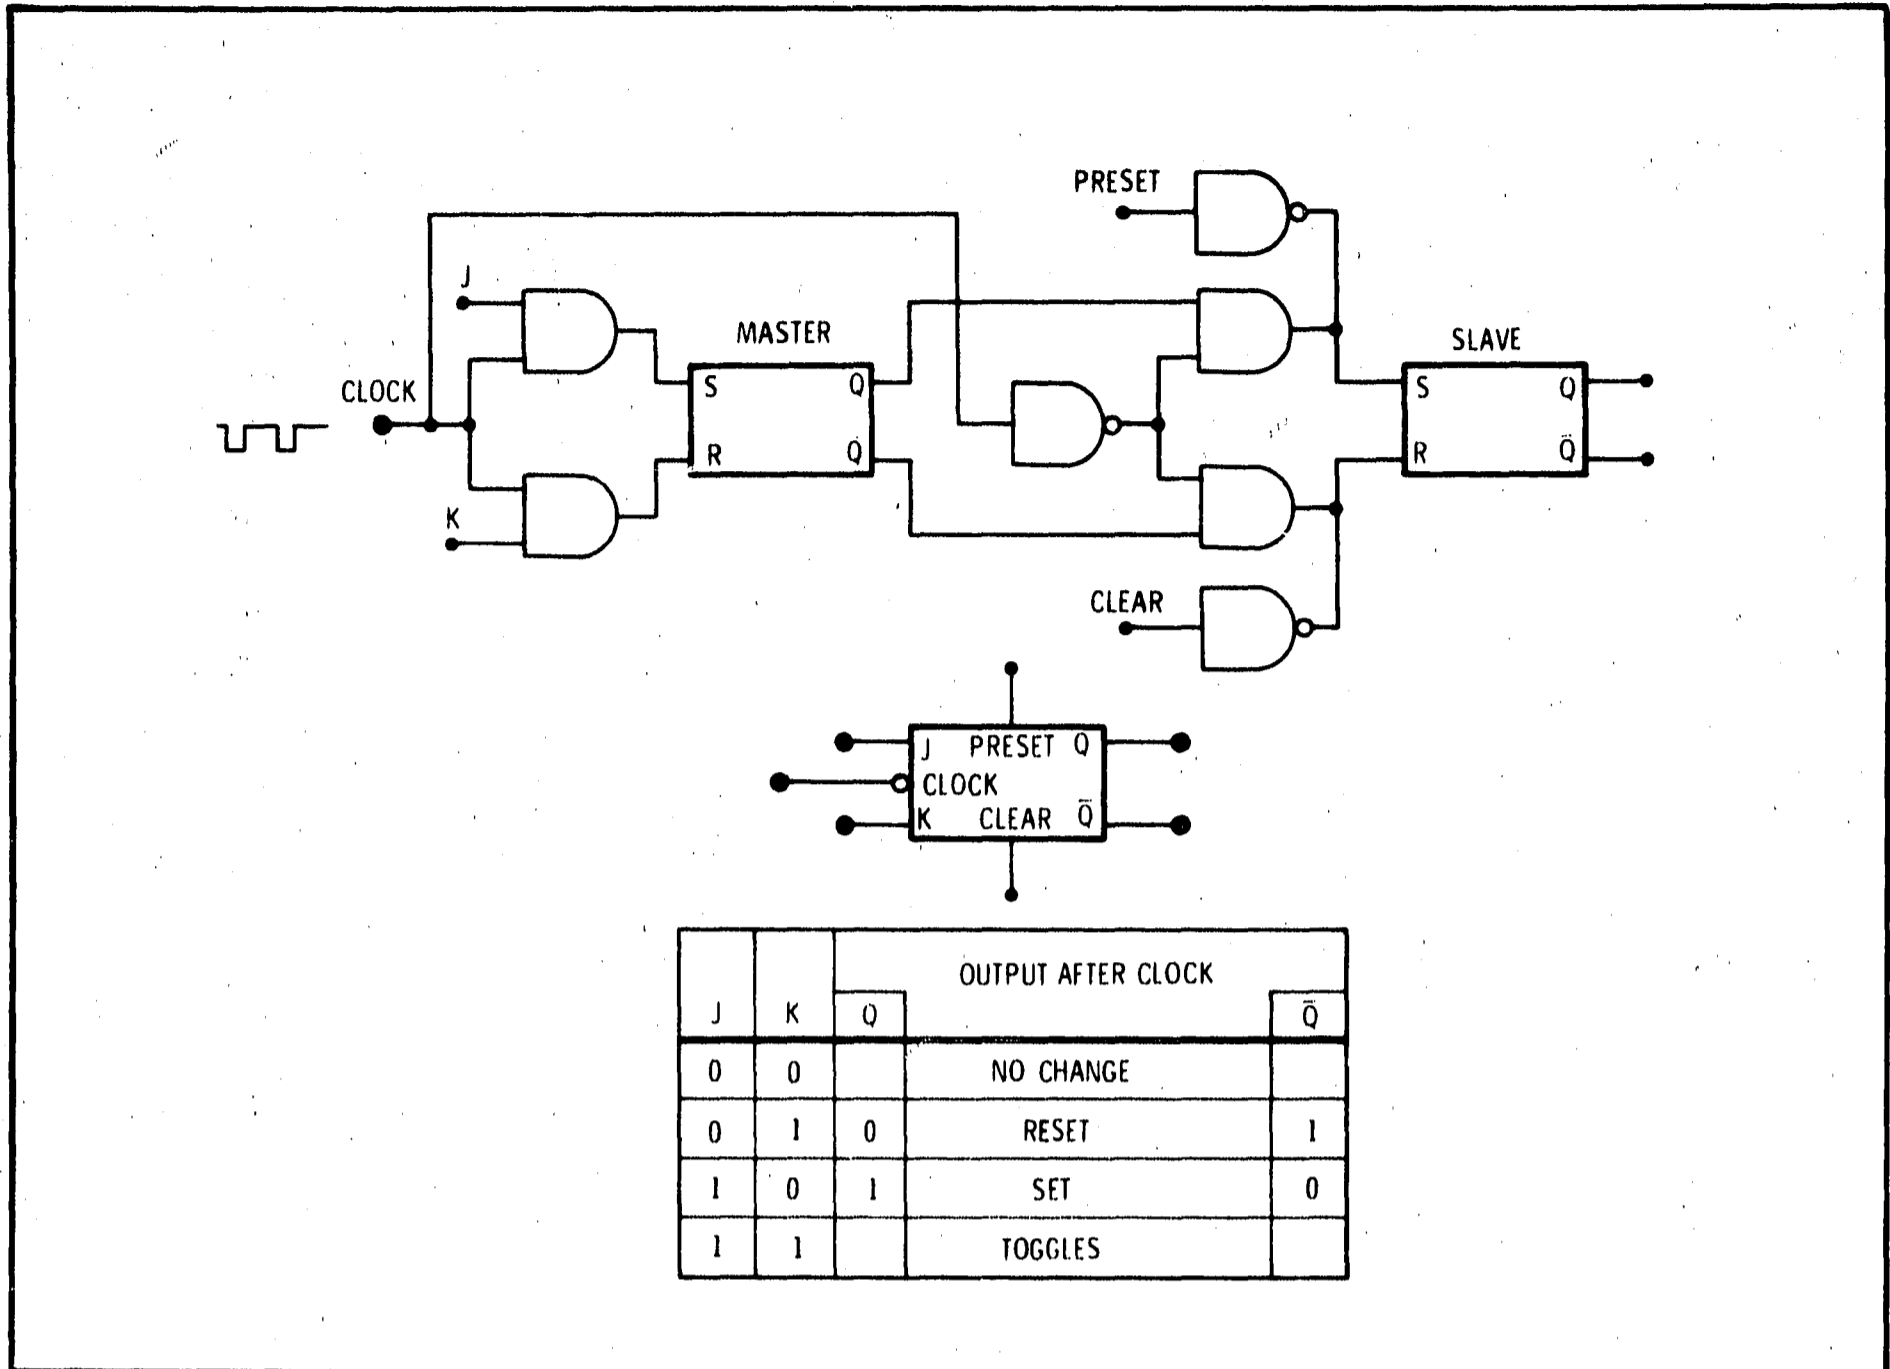 PRESET
J
MASTER
SLAVE
CLOCK
S Q
R Q
S Q
R Q̄
K
CLEAR
J PRESET Q
CLOCK
K CLEAR Q̄
OUTPUT AFTER CLOCK
J K Q Q̄
0 0 NO CHANGE
0 1 0 RESET 1
1 0 1 SET 0
1 1 TOGGLES